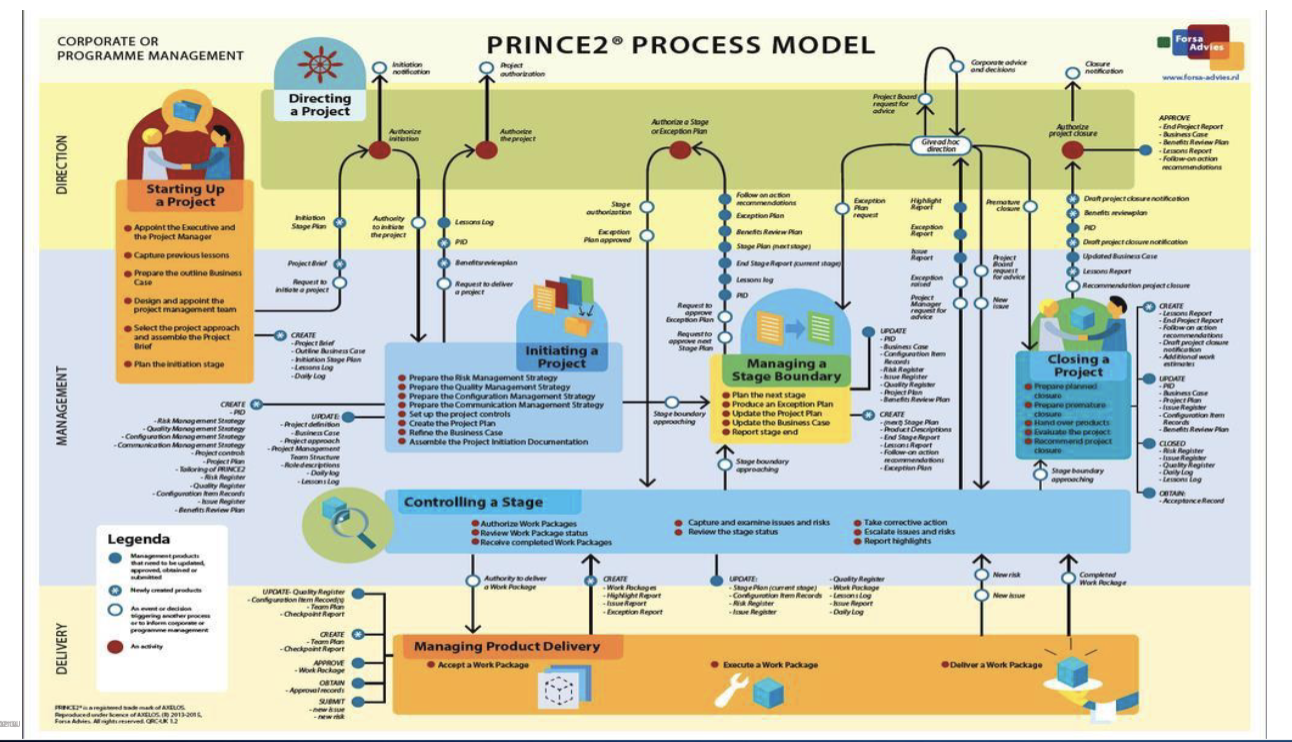 CORPORATE OR
PROGRAMME MANAGEMENT
PRINCE2® PROCESS MODEL
Forsa
Advies
www.forsa-advies.nl
DIRECTION
MANAGEMENT
DELIVERY
Directing
a Project
Initiation
notification
Project
authorization
Corporate advice
and decisions
Closure
notification
Project Board
request for
advice
Authorize
initiation
Authorize
the project
Authorize a Stage
or Exception Plan
Give ad hoc
direction
Authorize
project closure
APPROVE
- End Project Report
- Business Case
- Benefits Review Plan
- Lessons Report
- Follow-on action
recommendations
Starting Up
a Project
Appoint the Executive and
the Project Manager
Capture previous lessons
Prepare the outline Business
Case
Design and appoint the
project management team
Select the project approach
and assemble the Project
Brief
Plan the initiation stage
Initiation
Stage Plan
Project Brief
Request to
initiate a project
Authority
to initiate
the project
Lessons Log
PID
Benefits reviewplan
Request to deliver
a project
Stage
authorization
Exception
Plan approved
Follow on action
recommendations
Exception Plan
Benefits Review Plan
Stage Plan (next stage)
End Stage Report (current stage)
Lessons log
PID
Request to
approve
Exception Plan
Request to
approve next
Stage Plan
Exception
Plan
request
Highlight
Report
Exception
Report
Issue
Report
Exception
raised
Project
Manager
request for
advice
Premature
closure
Project
Board
request
for advice
New
issue
Draft project closure notification
Benefits reviewplan
PID
Draft project closure notification
Updated Business Case
Lessons Report
Recommendation project closure
CREATE
- Project Brief
- Outline Business Case
- Initiation Stage Plan
- Lessons Log
- Daily Log
Initiating a
Project
Prepare the Risk Management Strategy
Prepare the Quality Management Strategy
Prepare the Configuration Management Strategy
Prepare the Communication Management Strategy
Set up the project controls
Create the Project Plan
Refine the Business Case
Assemble the Project Initiation Documentation
CREATE
- PID
- Risk Management Strategy
- Quality Management Strategy
- Configuration Management Strategy
- Communication Management Strategy
- Project controls
- Project Plan
- Tailoring of PRINCE2
- Risk Register
- Quality Register
- Configuration Item Records
- Issue Register
- Benefits Review Plan
UPDATE:
- Project definition
- Business Case
- Project approach
- Project Management
Team Structure
- Role descriptions
- Daily log
- Lessons Log
Stage boundary
approaching
Managing a
Stage Boundary
Plan the next stage
Produce an Exception Plan
Update the Project Plan
Update the Business Case
Report stage end
UPDATE
- PID
- Business Case
- Configuration Item
Records
- Risk Register
- Issue Register
- Quality Register
- Project Plan
- Benefits Review Plan
CREATE
- (next) Stage Plan
- Product Descriptions
- End Stage Report
- Lessons Report
- Follow-on action
recommendations
- Exception Plan
Stage boundary
approaching
Closing a
Project
Prepare planned
closure
Prepare premature
closure
Hand over products
Evaluate the project
Recommend project
closure
CREATE
- Lessons Report
- End Project Report
- Follow on action
recommendations
- Draft project closure
notification
- Additional work
estimates
UPDATE
- PID
- Business Case
- Project Plan
- Issue Register
- Configuration Item
Records
- Benefits Review Plan
CLOSED
- Risk Register
- Issue Register
- Quality Register
- Daily Log
- Lessons Log
OBTAIN:
- Acceptance Record
Stage boundary
approaching
Controlling a Stage
Authorize Work Packages
Review Work Package status
Receive completed Work Packages
Capture and examine issues and risks
Review the stage status
Take corrective action
Escalate issues and risks
Report highlights
Legenda
Management products
that need to be updated,
approved, obtained or
submitted
Newly created products
An event or decision
triggering another process
or to inform corporate or
programme management
An activity
Authority to deliver
a Work Package
CREATE
- Work Packages
- Highlight Report
- Issue Report
- Exception Report
UPDATE:
- Stage Plan (current stage)
- Configuration Item Records
- Risk Register
- Issue Register
- Quality Register
- Work Package
- Lessons Log
- Issue Report
- Daily Log
New risk
New issue
Completed
Work Package
UPDATE- Quality Register
- Configuration Item Record(s)
- Team Plan
- Checkpoint Report
CREATE
- Team Plan
- Checkpoint Report
APPROVE
- Work Package
OBTAIN
- Approval records
SUBMIT
- new issue
- new risk
Managing Product Delivery
Accept a Work Package
Execute a Work Package
Deliver a Work Package
PRINCE2® is a registered trade mark of AXELOS.
Reproduced under licence of AXELOS. (R) 2013-2015,
Forsa Advies. All rights reserved. QRC-UK 1.2